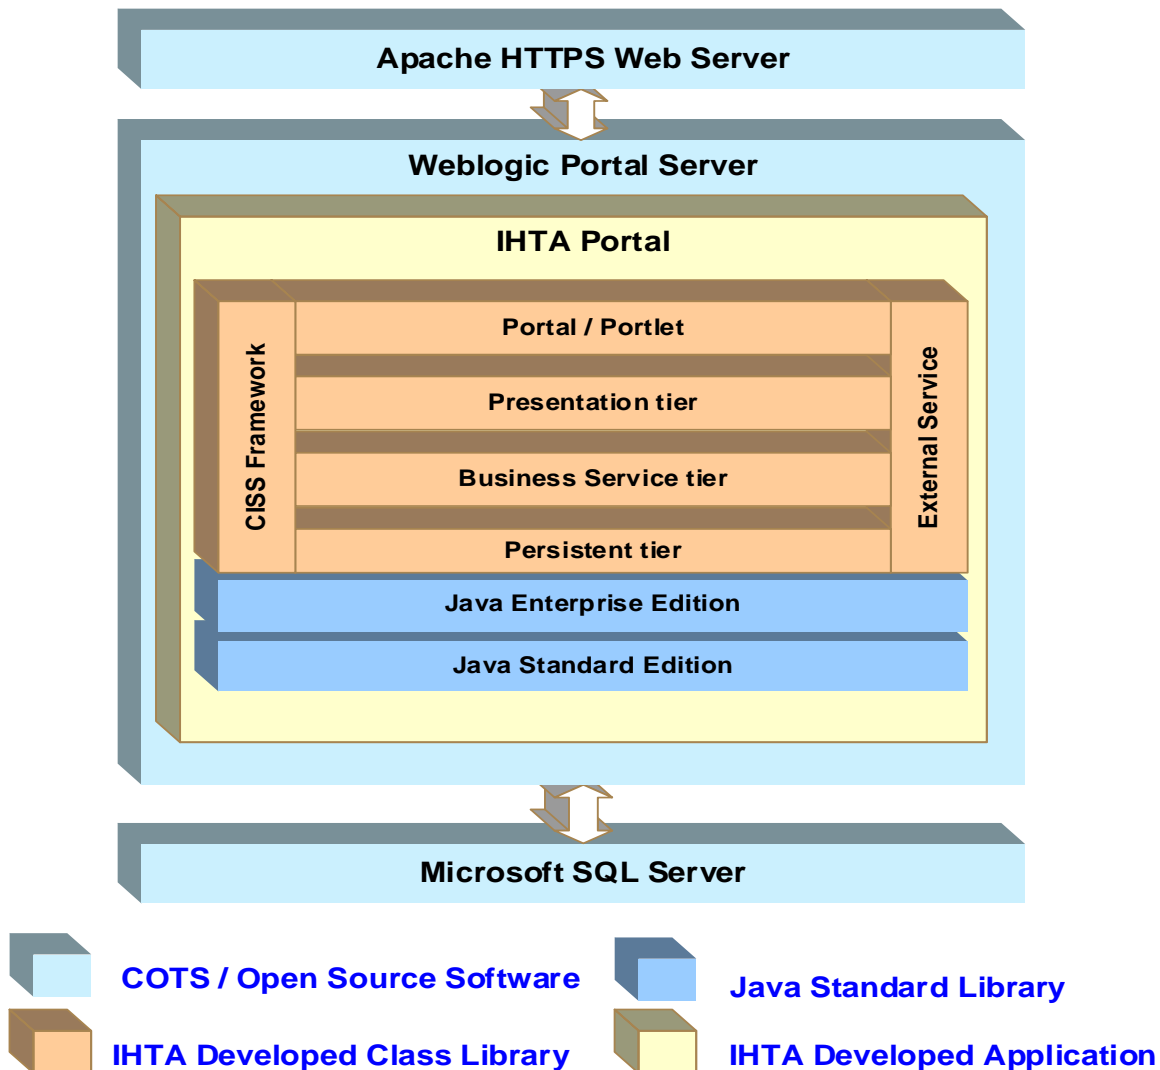 Apache HTTPS Web Server
Weblogic Portal Server
IHTA Portal
CISS Framework
Portal / Portlet
Presentation tier
Business Service tier
Persistent tier
External Service
Java Enterprise Edition
Java Standard Edition
Microsoft SQL Server
COTS / Open Source Software
Java Standard Library
IHTA Developed Class Library
IHTA Developed Application